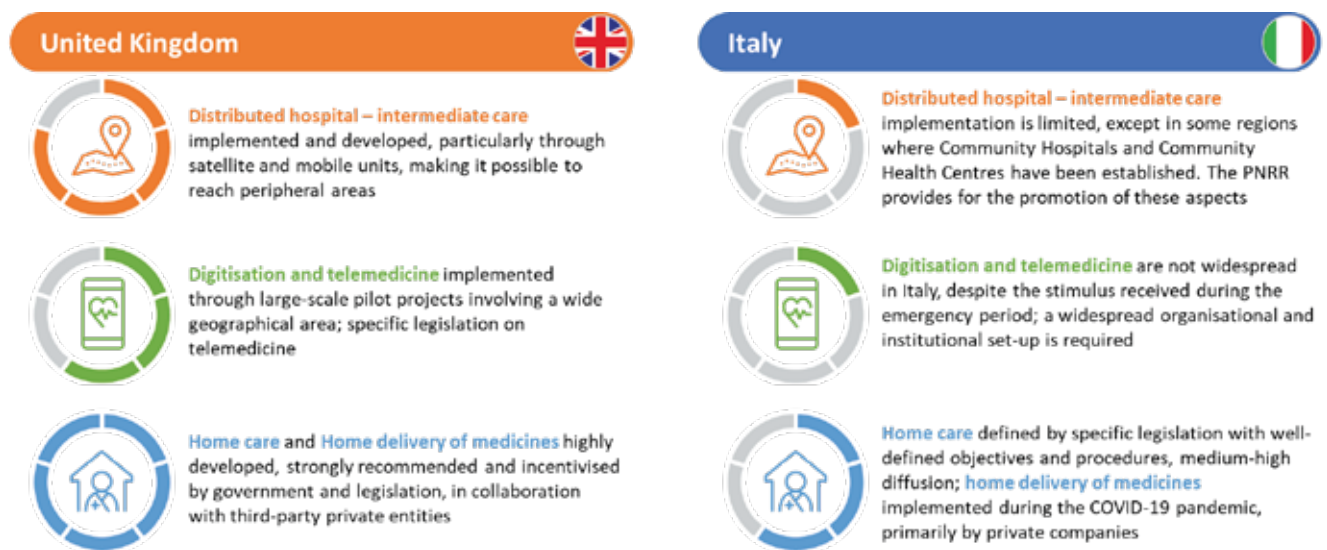 United Kingdom
Distributed hospital – intermediate care
implemented and developed, particularly through
satellite and mobile units, making it possible to
reach peripheral areas
Digitisation and telemedicine implemented
through large-scale pilot projects involving a wide
geographical area; specific legislation on
telemedicine
Home care and Home delivery of medicines highly
developed, strongly recommended and incentivised
by government and legislation, in collaboration
with third-party private entities
Italy
Distributed hospital – intermediate care
implementation is limited, except in some regions
where Community Hospitals and Community
Health Centres have been established. The PNRR
provides for the promotion of these aspects
Digitisation and telemedicine are not widespread
in Italy, despite the stimulus received during the
emergency period; a widespread organisational and
institutional set-up is required
Home care defined by specific legislation with well-
defined objectives and procedures, medium-high
diffusion; home delivery of medicines
implemented during the COVID-19 pandemic,
primarily by private companies